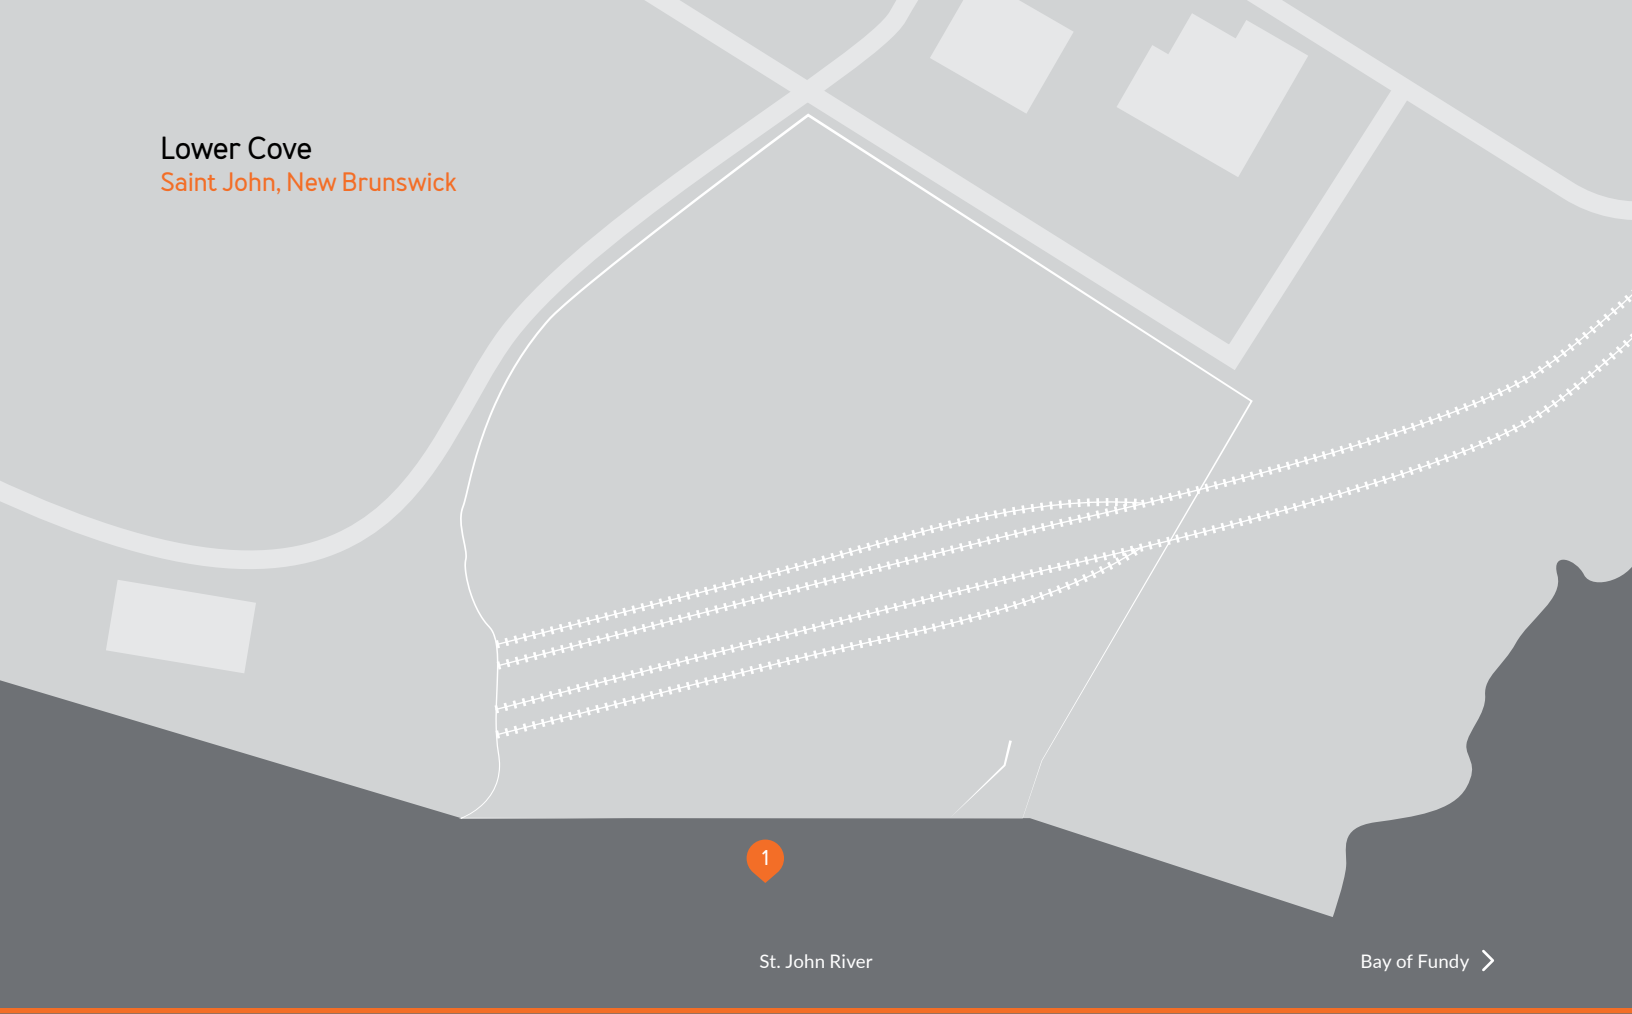 Lower Cove
Saint John, New Brunswick
1
St. John River
Bay of Fundy